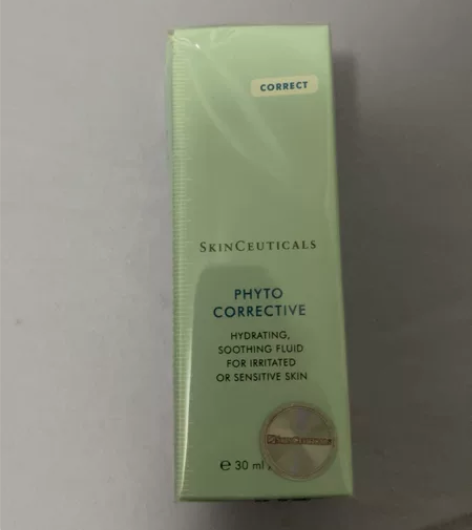 CORRECT
SKINCEUTICALS
PHYTO
CORRECTIVE
HYDRATING,
SOOTHING FLUID
FOR IRRITATED
OR SENSITIVE SKIN
℮ 30 ml